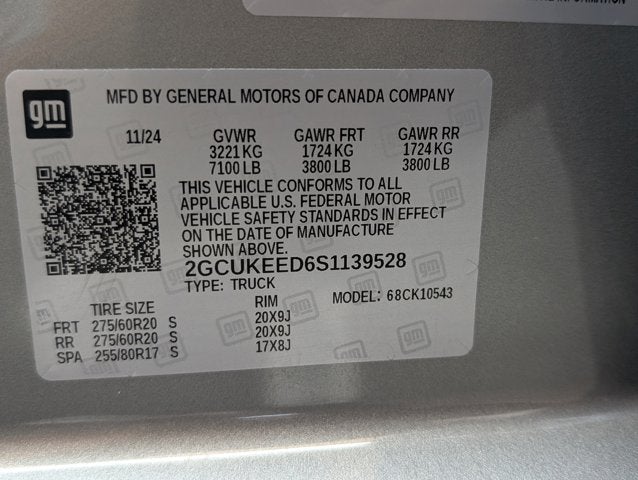 gm
MFD BY GENERAL MOTORS OF CANADA COMPANY
11/24 GVWR GAWR FRT GAWR RR
3221 KG 1724 KG 1724 KG
7100 LB 3800 LB 3800 LB
THIS VEHICLE CONFORMS TO ALL
APPLICABLE U.S. FEDERAL MOTOR
VEHICLE SAFETY STANDARDS IN EFFECT
ON THE DATE OF MANUFACTURE
SHOWN ABOVE.
2GCUKEED6S1139528
TYPE: TRUCK MODEL: 68CK10543
TIRE SIZE RIM
FRT 275/60R20 S 20X9J
RR 275/60R20 S 20X9J
SPA 255/80R17 S 17X8J